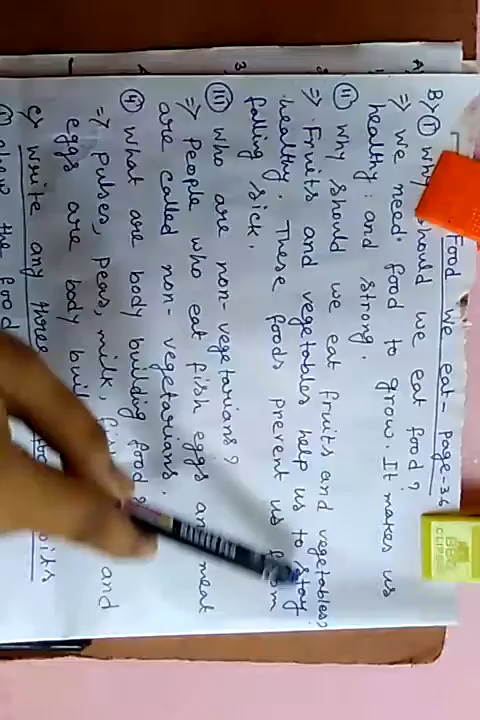 Food We eat- page-36
B) (i) Why should we eat food?
=> We need food to grow. It makes us
healthy and strong.
(ii) Why should we eat fruits and vegetables?
=> Fruits and vegetables help us to stay
healthy. These foods prevent us from
falling sick.
(iii) Who are non-vegetarians?
=> People who eat fish eggs and meat
are called non-vegetarians.
(4) What are body building food?
=> Pulses, peas, milk, and
eggs are body
C) Write any three
chew the food